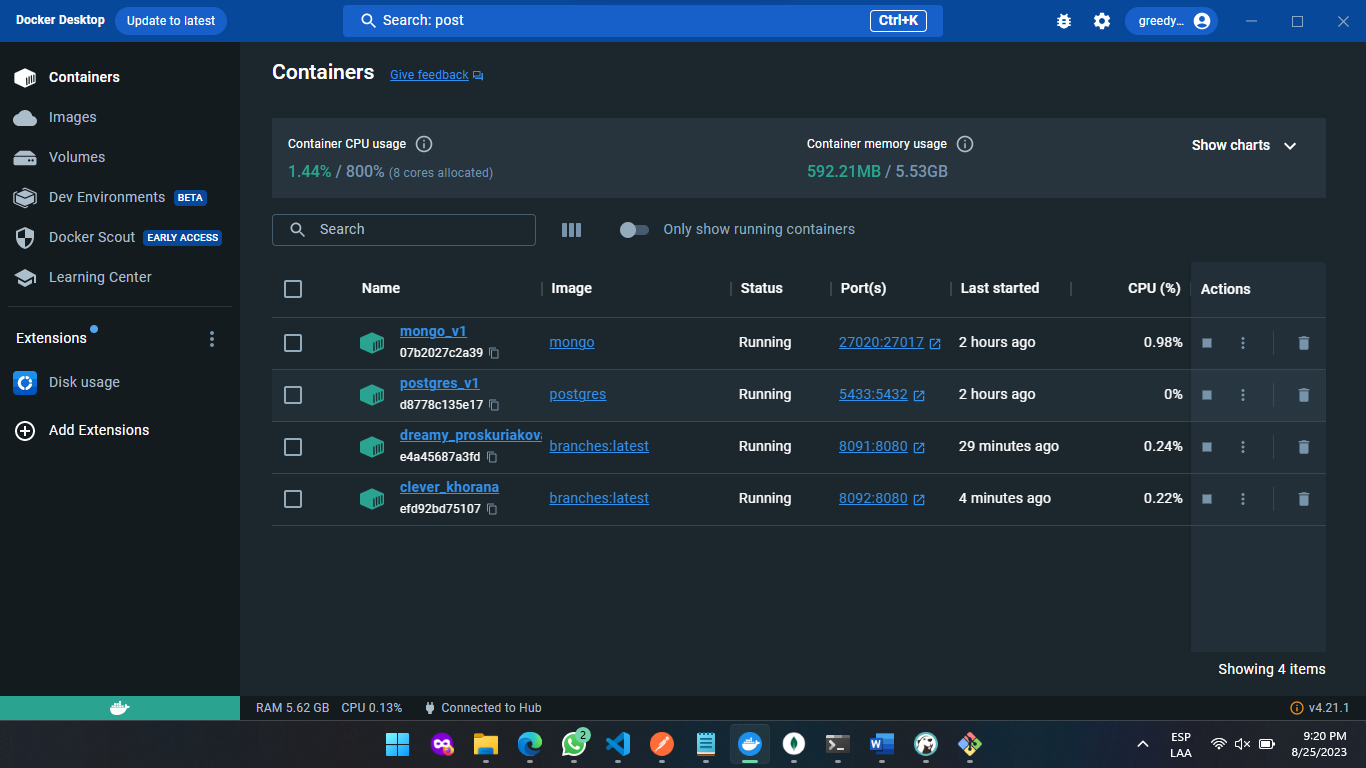 Docker Desktop
Update to latest
Search: post
Ctrl+K
greedy...
Containers
Images
Volumes
Dev Environments BETA
Docker Scout EARLY ACCESS
Learning Center
Extensions
Disk usage
Add Extensions
Containers Give feedback
Container CPU usage
1.44% / 800% (8 cores allocated)
Container memory usage
592.21MB / 5.53GB
Show charts
Search
Only show running containers
Name Image Status Port(s) Last started CPU (%) Actions
mongo_v1
07b2027c2a39
mongo Running 27020:27017 2 hours ago 0.98%
postgres_v1
d8778c135e17
postgres Running 5433:5432 2 hours ago 0%
dreamy_proskuriakova
e4a45687a3fd
branches:latest Running 8091:8080 29 minutes ago 0.24%
clever_khorana
efd92bd75107
branches:latest Running 8092:8080 4 minutes ago 0.22%
Showing 4 items
RAM 5.62 GB CPU 0.13% Connected to Hub
v4.21.1
2
ESP
LAA
9:20 PM
8/25/2023